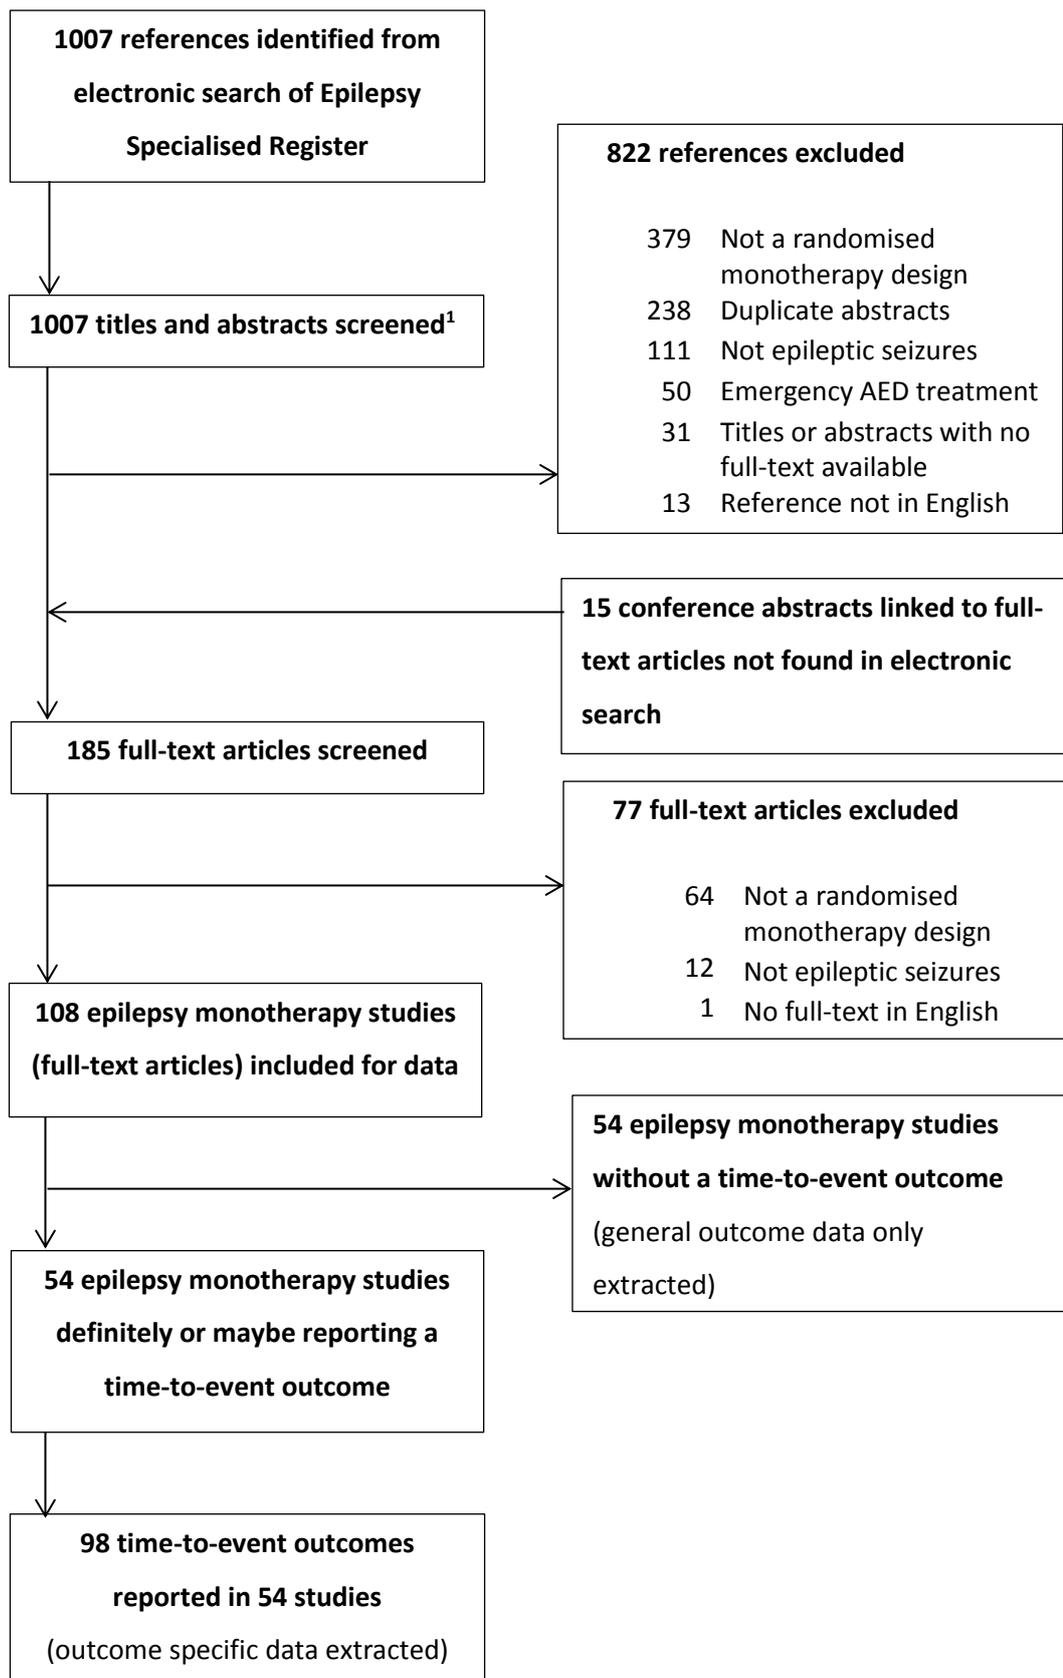 1007 references identified from
electronic search of Epilepsy
Specialised Register
822 references excluded
379 Not a randomised
monotherapy design
238 Duplicate abstracts
111 Not epileptic seizures
50 Emergency AED treatment
31 Titles or abstracts with no
full-text available
13 Reference not in English
1007 titles and abstracts screened¹
15 conference abstracts linked to full-
text articles not found in electronic
search
185 full-text articles screened
77 full-text articles excluded
64 Not a randomised
monotherapy design
12 Not epileptic seizures
1 No full-text in English
108 epilepsy monotherapy studies
(full-text articles) included for data
54 epilepsy monotherapy studies
without a time-to-event outcome
(general outcome data only
extracted)
54 epilepsy monotherapy studies
definitely or maybe reporting a
time-to-event outcome
98 time-to-event outcomes
reported in 54 studies
(outcome specific data extracted)